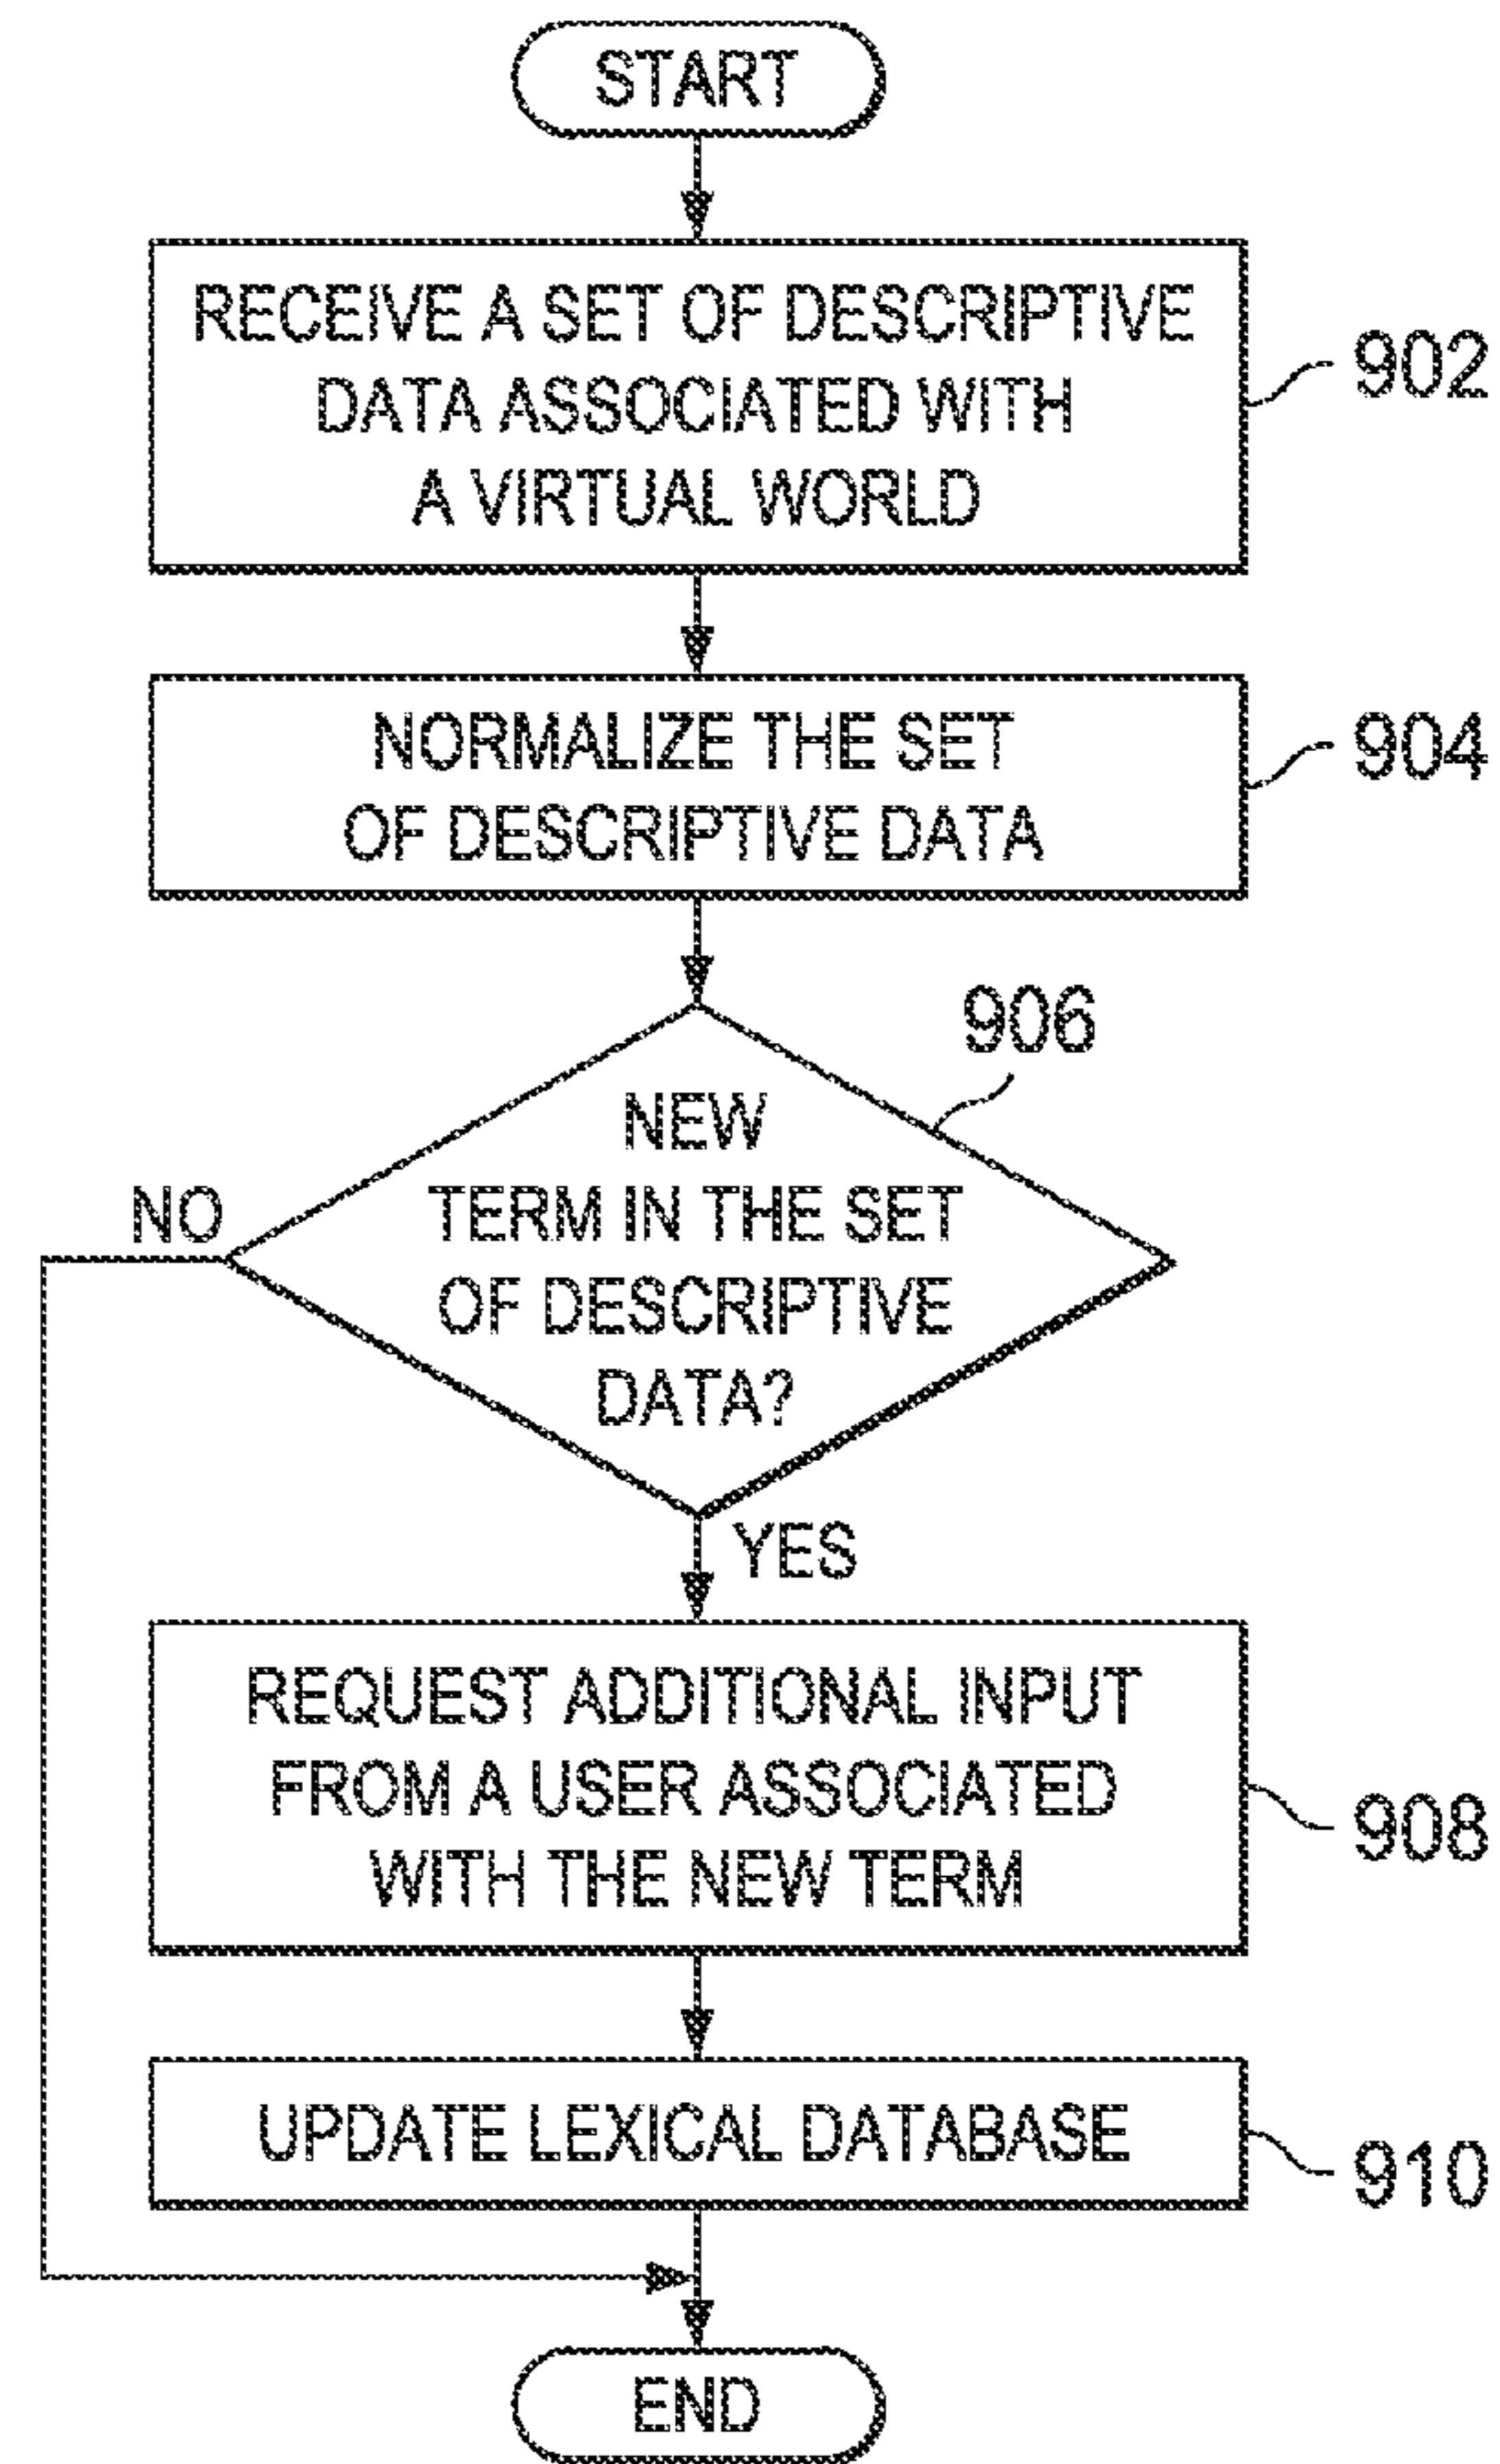 START
RECEIVE A SET OF DESCRIPTIVE
DATA ASSOCIATED WITH
A VIRTUAL WORLD
902
NORMALIZE THE SET
OF DESCRIPTIVE DATA
904
906
NEW
TERM IN THE SET
OF DESCRIPTIVE
DATA?
NO
YES
REQUEST ADDITIONAL INPUT
FROM A USER ASSOCIATED
WITH THE NEW TERM
908
UPDATE LEXICAL DATABASE
910
END